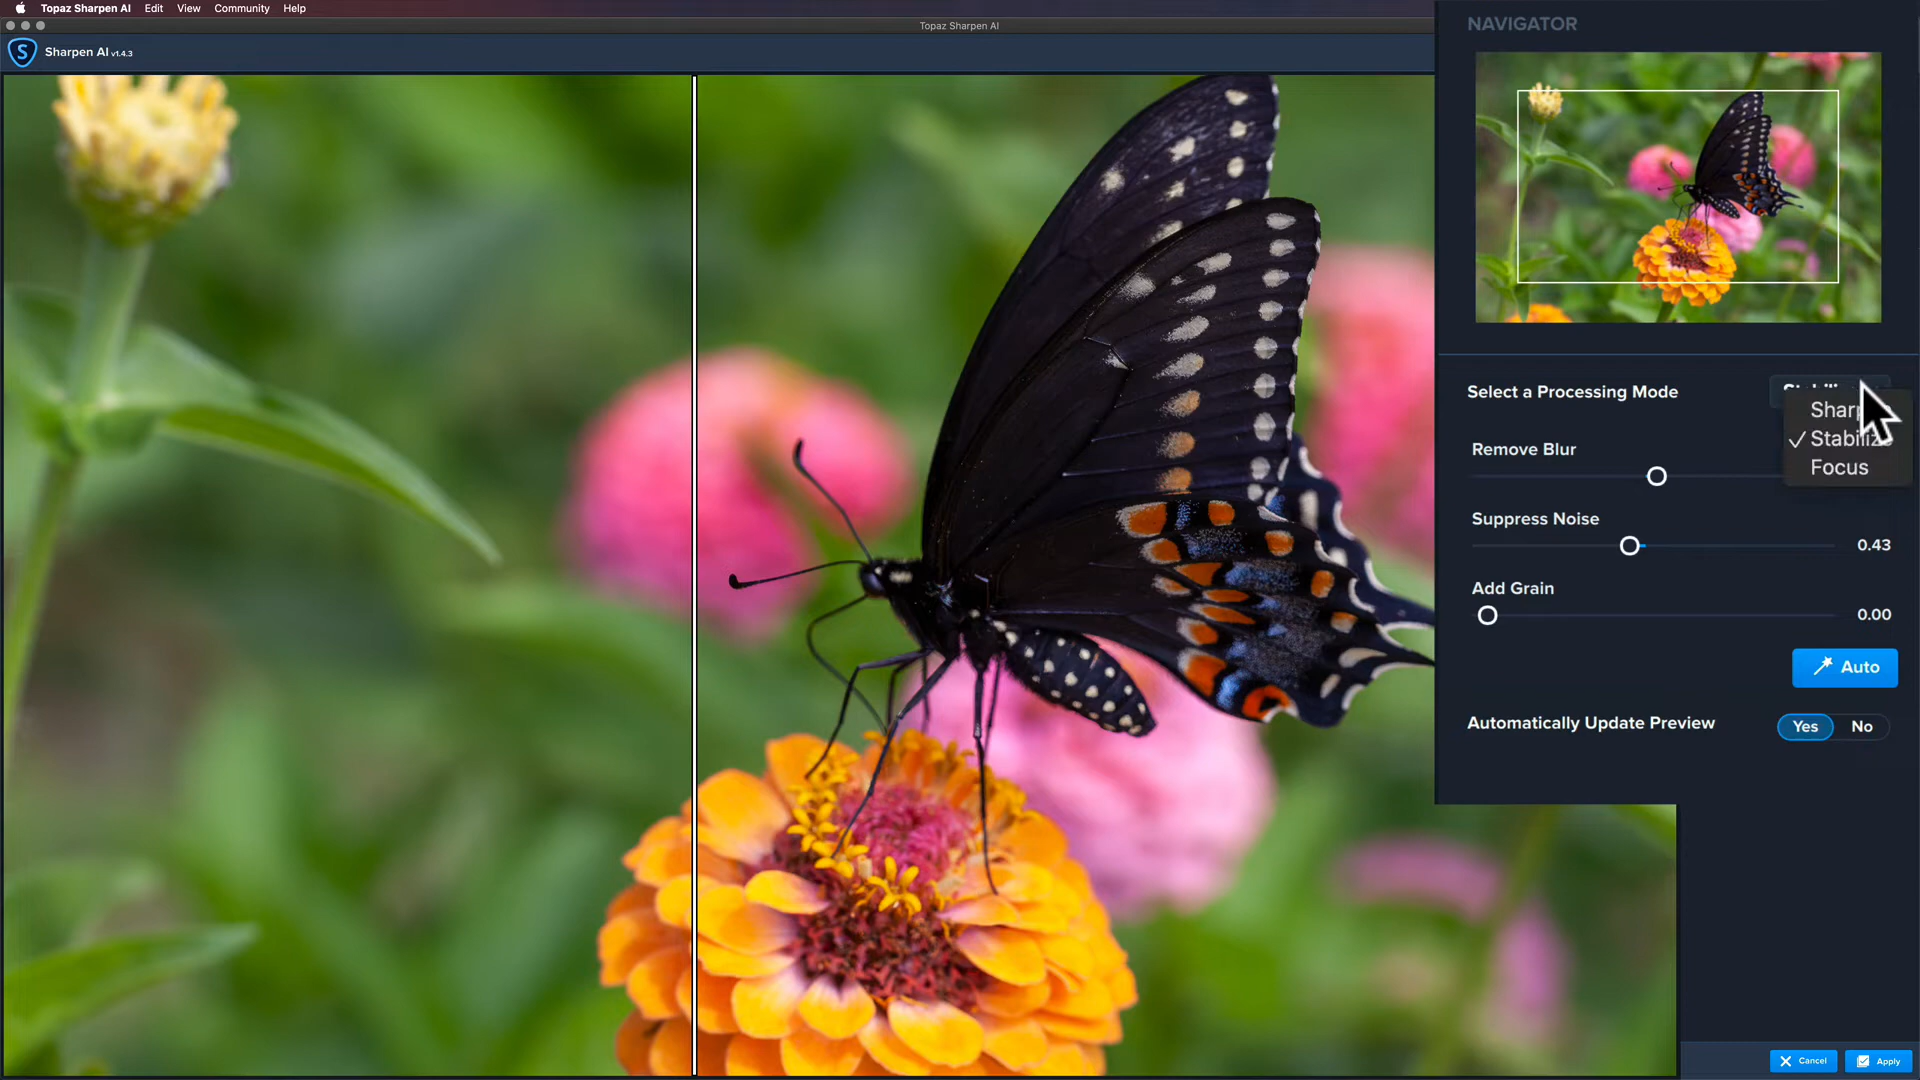 Topaz Sharpen AI Edit View Community Help
Topaz Sharpen AI
Sharpen AI v1.4.3
NAVIGATOR
Select a Processing Mode
Focus
Remove Blur
Suppress Noise
0.43
Add Grain
0.00
Auto
Automatically Update Preview
Yes No
Cancel Apply